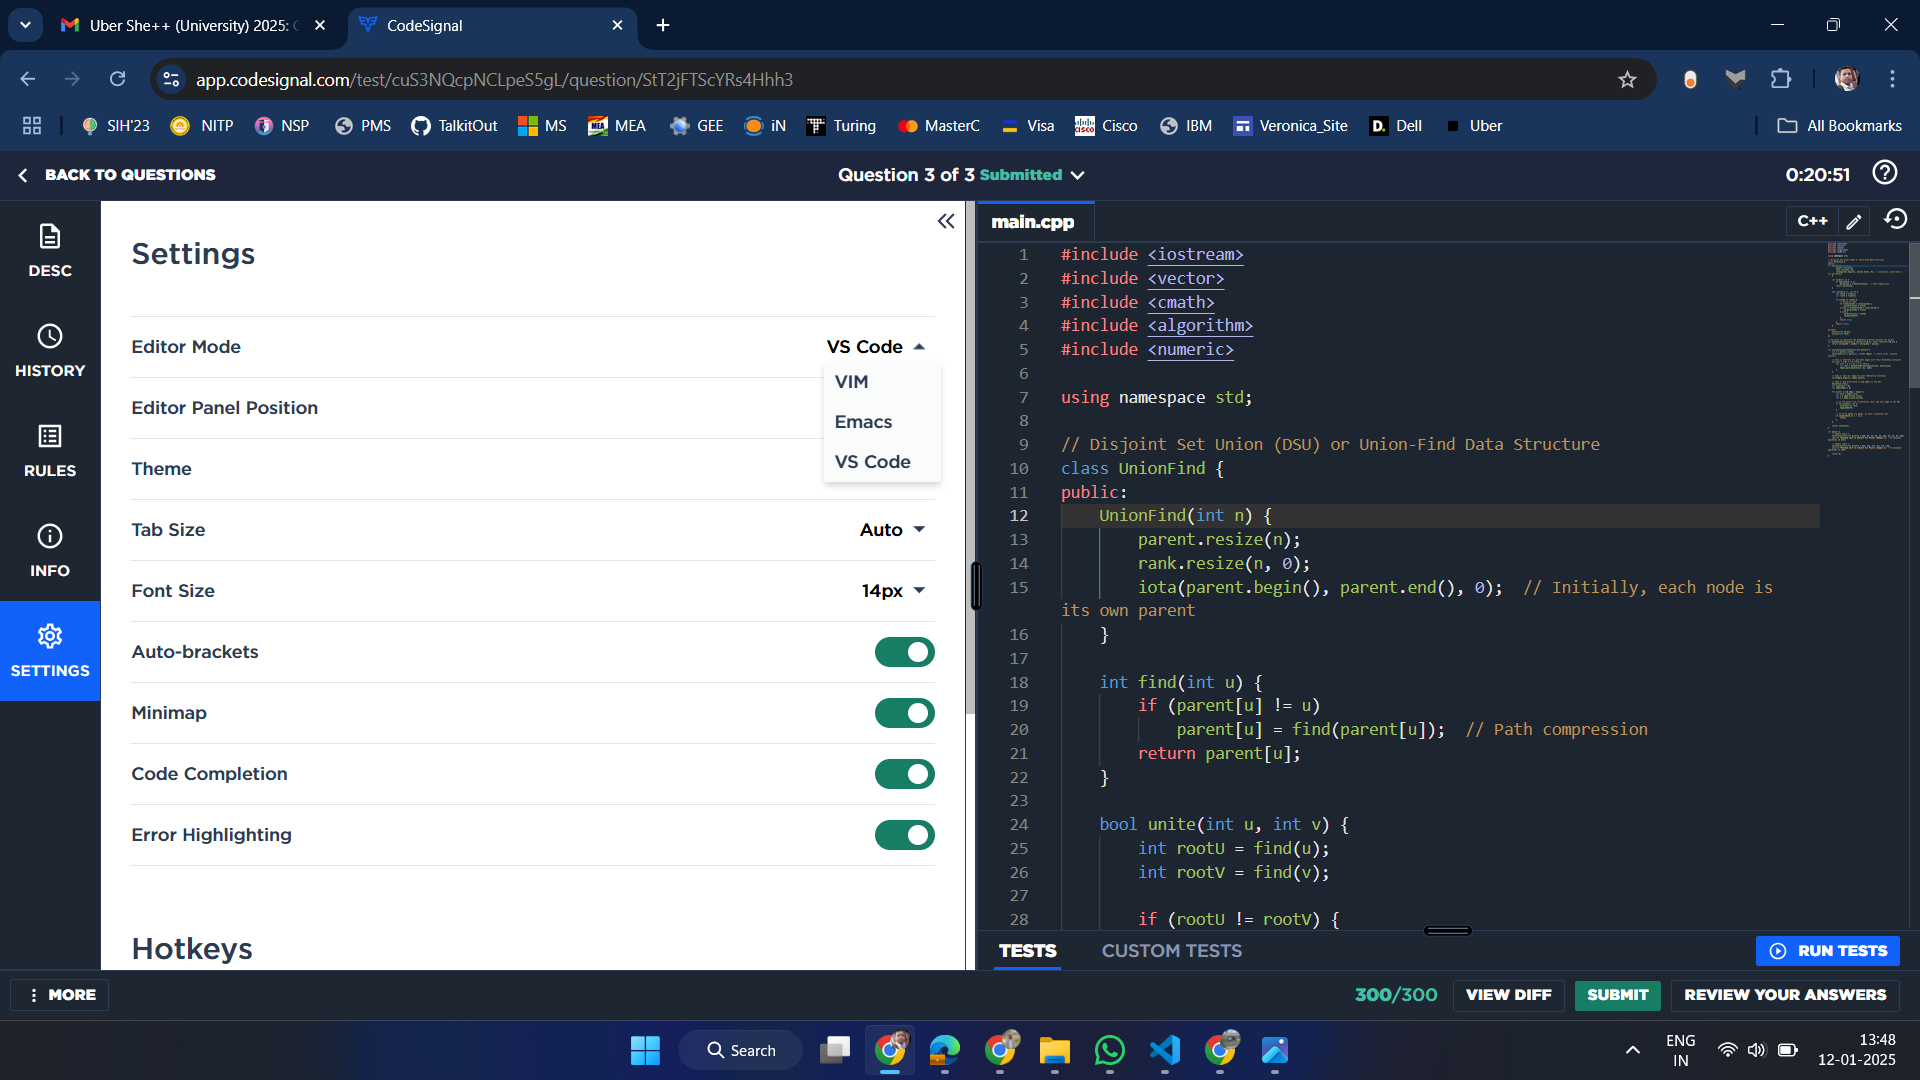 Uber She++ (University) 2025:
CodeSignal
app.codesignal.com/test/cuS3NQcpNCLpeS5gL/question/StT2jFTScYRs4Hhh3
SIH'23 NITP NSP PMS TalkitOut MS MEA GEE iN Turing MasterC Visa Cisco IBM Veronica_Site Dell Uber All Bookmarks
BACK TO QUESTIONS
Question 3 of 3 Submitted
0:20:51
DESC
HISTORY
RULES
INFO
SETTINGS
Settings
Editor Mode VS Code
VIM
Emacs
VS Code
Editor Panel Position
Theme
Tab Size Auto
Font Size 14px
Auto-brackets
Minimap
Code Completion
Error Highlighting
Hotkeys
main.cpp
C++
1 #include <iostream>
2 #include <vector>
3 #include <cmath>
4 #include <algorithm>
5 #include <numeric>
6
7 using namespace std;
8
9 // Disjoint Set Union (DSU) or Union-Find Data Structure
10 class UnionFind {
11 public:
12 UnionFind(int n) {
13 parent.resize(n);
14 rank.resize(n, 0);
15 iota(parent.begin(), parent.end(), 0); // Initially, each node is
its own parent
16 }
17
18 int find(int u) {
19 if (parent[u] != u)
20 parent[u] = find(parent[u]); // Path compression
21 return parent[u];
22 }
23
24 bool unite(int u, int v) {
25 int rootU = find(u);
26 int rootV = find(v);
27
28 if (rootU != rootV) {
TESTS CUSTOM TESTS RUN TESTS
MORE
300/300 VIEW DIFF SUBMIT REVIEW YOUR ANSWERS
Search
ENG
IN
13:48
12-01-2025